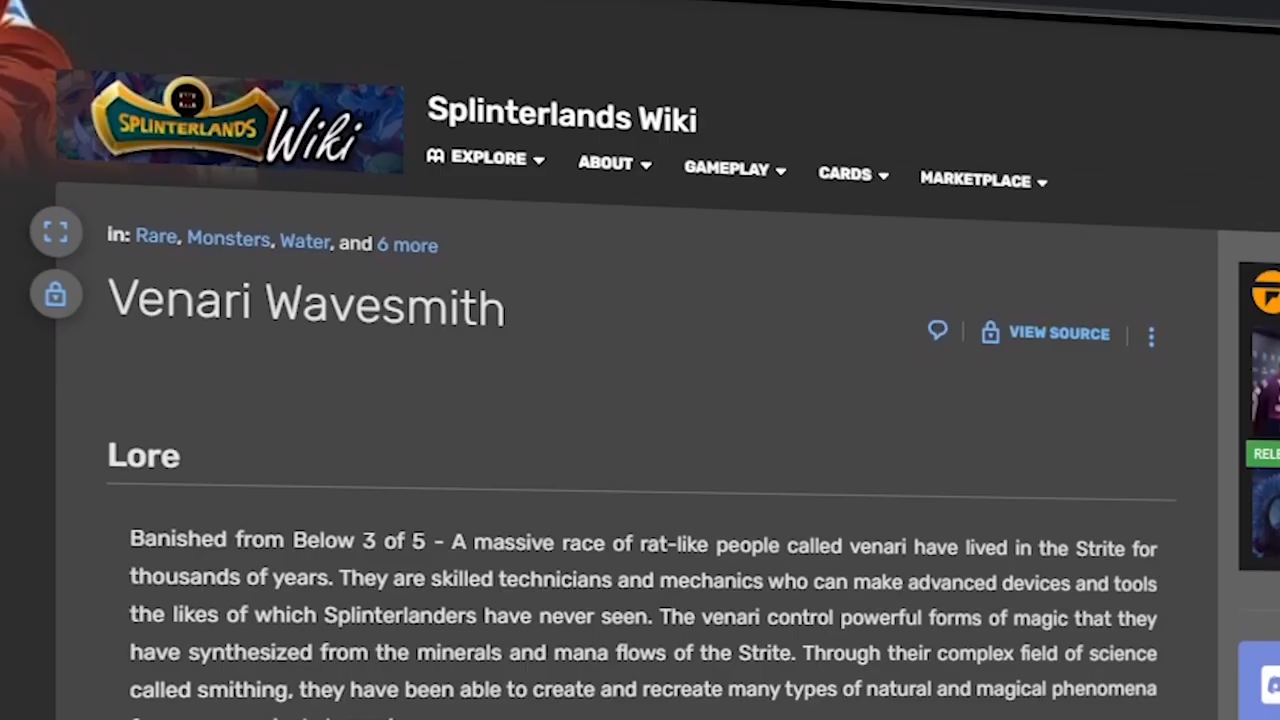 SPLINTERLANDS Wiki
Splinterlands Wiki
EXPLORE ABOUT GAMEPLAY CARDS MARKETPLACE
In: Rare, Monsters, Water, and 6 more
Venari Wavesmith
VIEW SOURCE
Lore
Banished from Below 3 of 5 - A massive race of rat-like people called venari have lived in the Strite for
thousands of years. They are skilled technicians and mechanics who can make advanced devices and tools
the likes of which Splinterlanders have never seen. The venari control powerful forms of magic that they
have synthesized from the minerals and mana flows of the Strite. Through their complex field of science
called smithing, they have been able to create and recreate many types of natural and magical phenomena